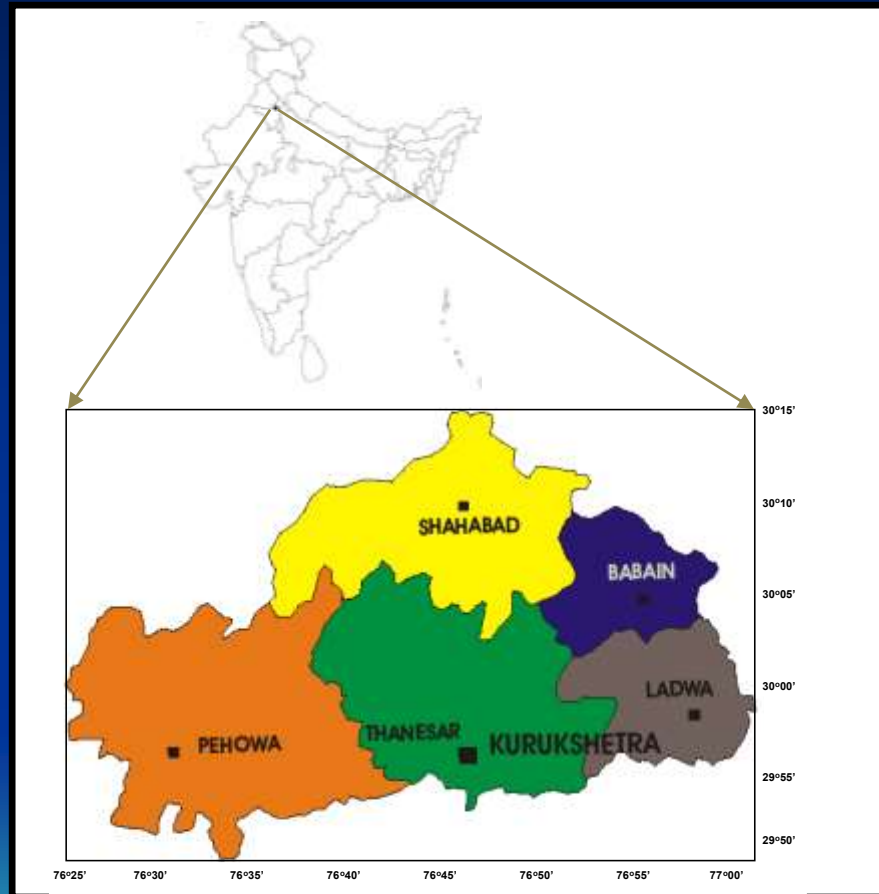 30°15'
30°10'
SHAHABAD
BABAIN
30°05'
LADWA
30°00'
THANESAR
KURUKSHETRA
PEHOWA
29°55'
29°50'
76°25' 76°30' 76°35' 76°40' 76°45' 76°50' 76°55' 77°00'